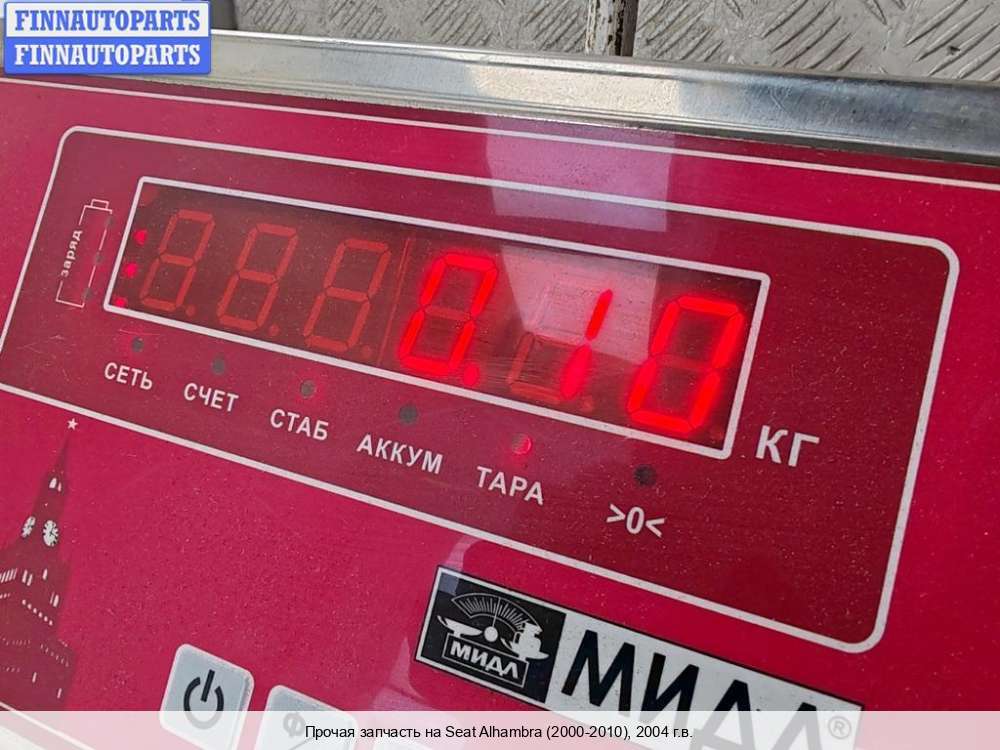 FINNAUTOPARTS
FINNAUTOPARTS
заряд
0.10
КГ
СЕТЬ
СЧЕТ
СТАБ
АККУМ
ТАРА
>0<
МИДЛ
МИДЛ®
Прочая запчасть на Seat Alhambra (2000-2010), 2004 г.в.